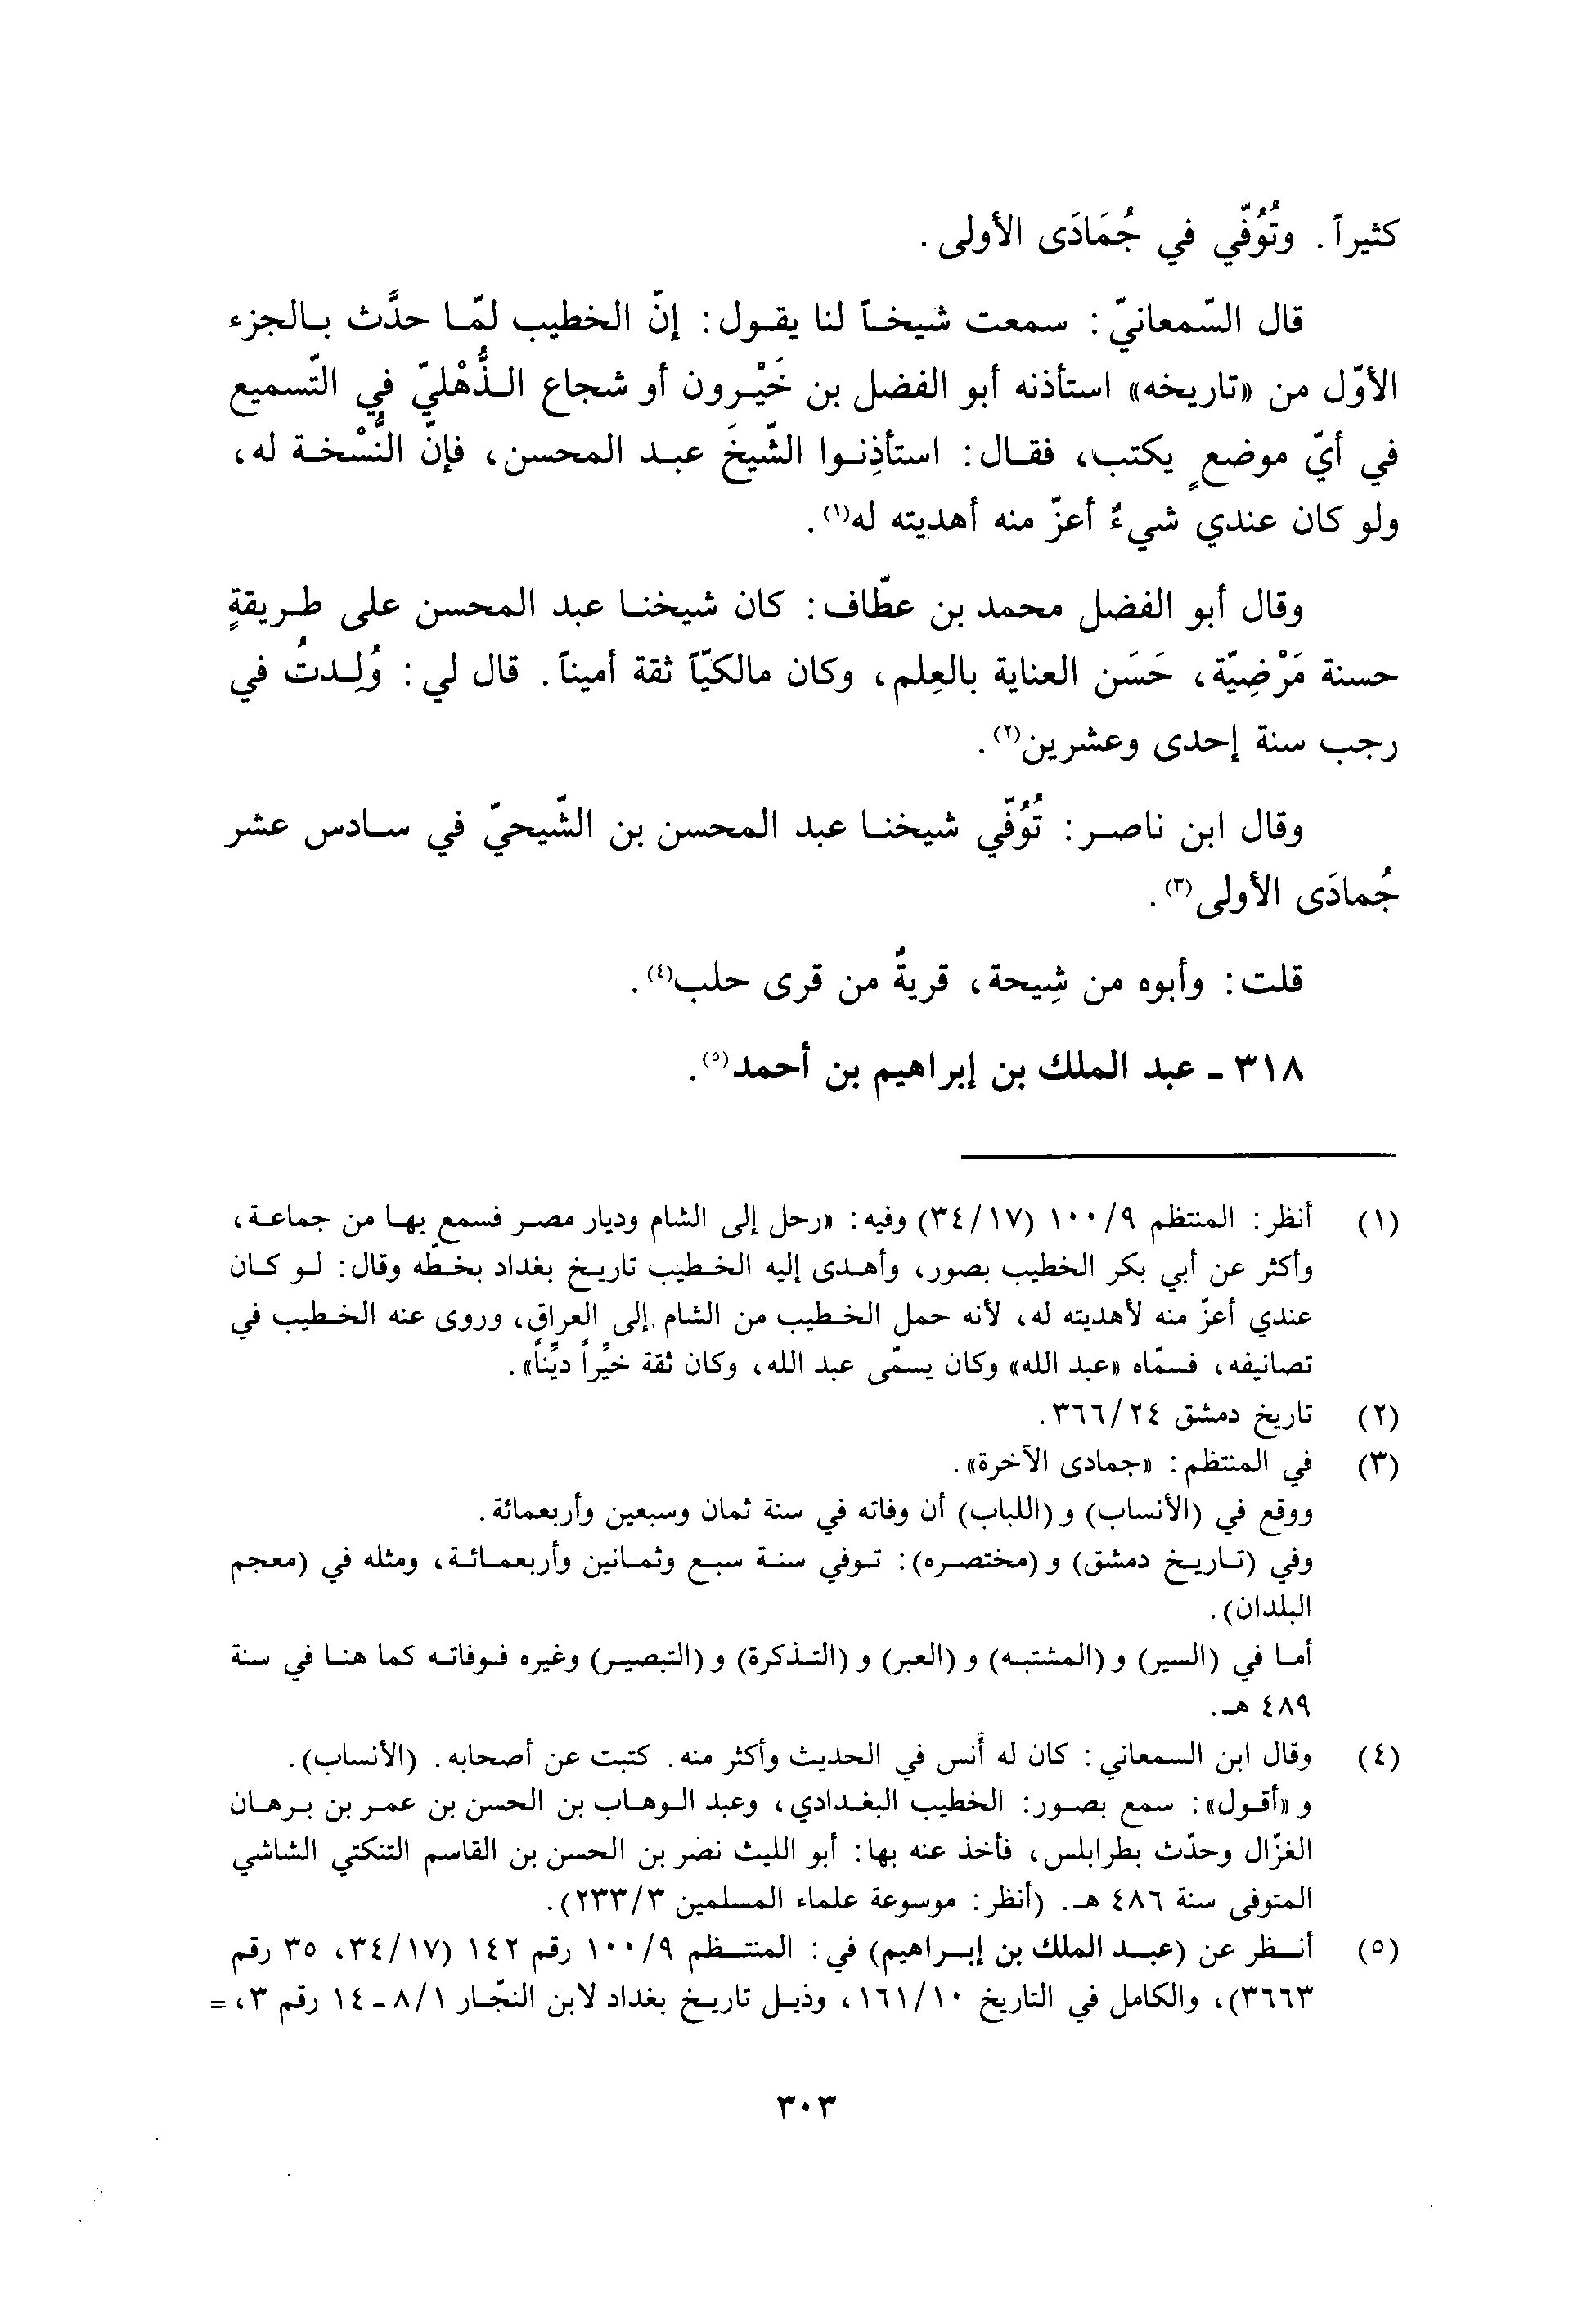 كثيراً. وتُوُفّي في جُمَادَى الأولى.
قال السّمعانيّ: سمعت شيخاً لنا يقول: إنّ الخطيب لمّا حدَّث بالجزء
الأوّل من «تاريخه» استأذنه أبو الفضل بن خَيْرون أو شجاع الذُّهْليّ في التّسميع
في أيّ موضعٍ يكتب، فقال: استأذِنوا الشّيخَ عبد المحسن، فإنّ النُّسْخة له،
ولو كان عندي شيءٌ أعزّ منه أهديته له(١).
وقال أبو الفضل محمد بن عطّاف: كان شيخنا عبد المحسن على طريقةٍ
حسنة مَرْضِيّة، حَسَن العناية بالعِلم، وكان مالكيّاً ثقة أميناً. قال لي: وُلِدتُ في
رجب سنة إحدى وعشرين(٢).
وقال ابن ناصر: تُوُفّي شيخنا عبد المحسن بن الشّيحيّ في سادس عشر
جُمادَى الأولى(٣).
قلت: وأبوه من شِيحة، قريةٌ من قرى حلب(٤).
٣١٨ ـ عبد الملك بن إبراهيم بن أحمد(٥).
(١) أنظر: المنتظم ٩/١٠٠ (١٧/٣٤) وفيه: «رحل إلى الشام وديار مصر فسمع بها من جماعة،
وأكثر عن أبي بكر الخطيب بصور، وأهدى إليه الخطيب تاريخ بغداد بخطّه وقال: لو كان
عندي أعزّ منه لأهديته له، لأنه حمل الخطيب من الشام إلى العراق، وروى عنه الخطيب في
تصانيفه، فسمّاه «عبد الله» وكان يسمّى عبد الله، وكان ثقة خيِّراً ديِّناً».
(٢) تاريخ دمشق ٢٤/٣٦٦.
(٣) في المنتظم: «جمادى الآخرة».
ووقع في (الأنساب) و(اللباب) أن وفاته في سنة ثمان وسبعين وأربعمائة.
وفي (تاريخ دمشق) و(مختصره): توفي سنة سبع وثمانين وأربعمائة، ومثله في (معجم
البلدان).
أما في (السير) و(المشتبه) و(العبر) و(التذكرة) و(التبصير) وغيره فوفاته كما هنا في سنة
٤٨٩ هـ.
(٤) وقال ابن السمعاني: كان له أنس في الحديث وأكثر منه. كتبت عن أصحابه. (الأنساب).
و«أقول»: سمع بصور: الخطيب البغدادي، وعبد الوهاب بن الحسن بن عمر بن برهان
الغزّال وحدّث بطرابلس، فأخذ عنه بها: أبو الليث نصر بن الحسن بن القاسم التنكتي الشاشي
المتوفى سنة ٤٨٦ هـ. (أنظر: موسوعة علماء المسلمين ٣/٢٣٣).
(٥) أنظر عن (عبد الملك بن إبراهيم) في: المنتظم ٩/١٠٠ رقم ١٤٢ (١٧/٣٤، ٣٥ رقم
٣٦٦٣)، والكامل في التاريخ ١٠/١٦١، وذيل تاريخ بغداد لابن النجّار ١/٨ ـ ١٤ رقم ٣، =
٣٠٣